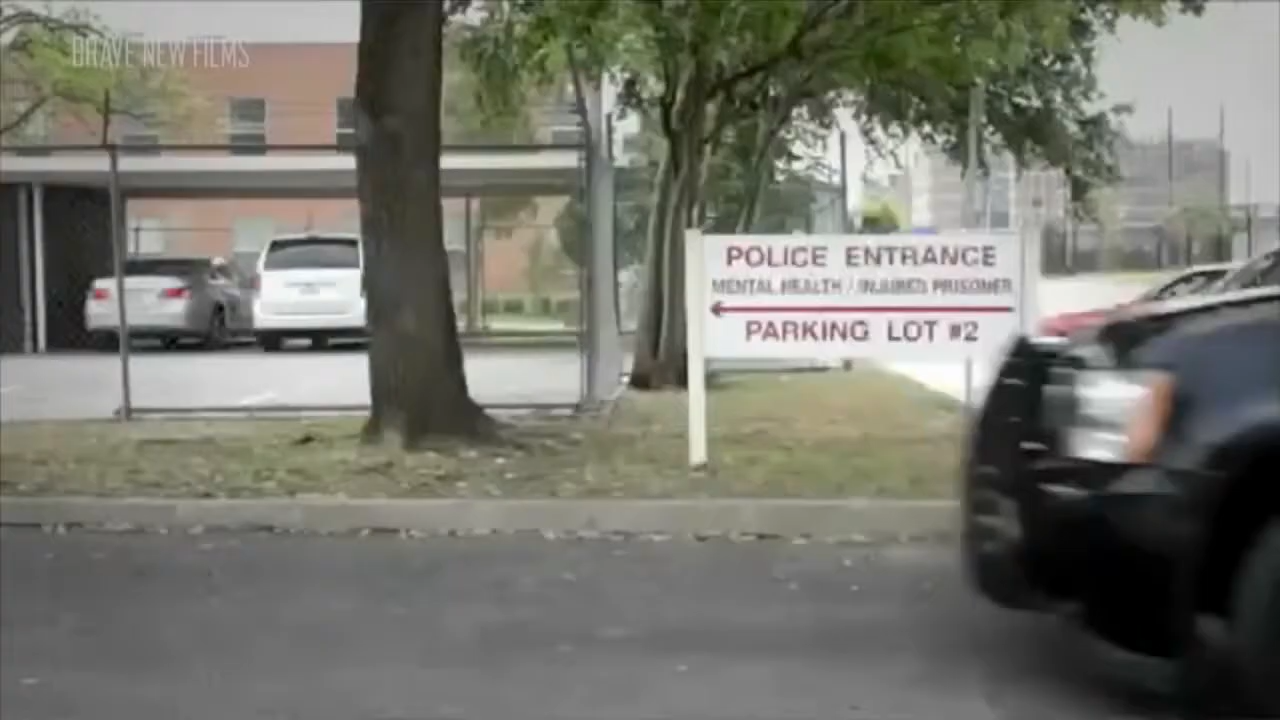 BRAVE NEW FILMS
POLICE ENTRANCE
MENTAL HEALTH / INJURED PRISONER
PARKING LOT #2